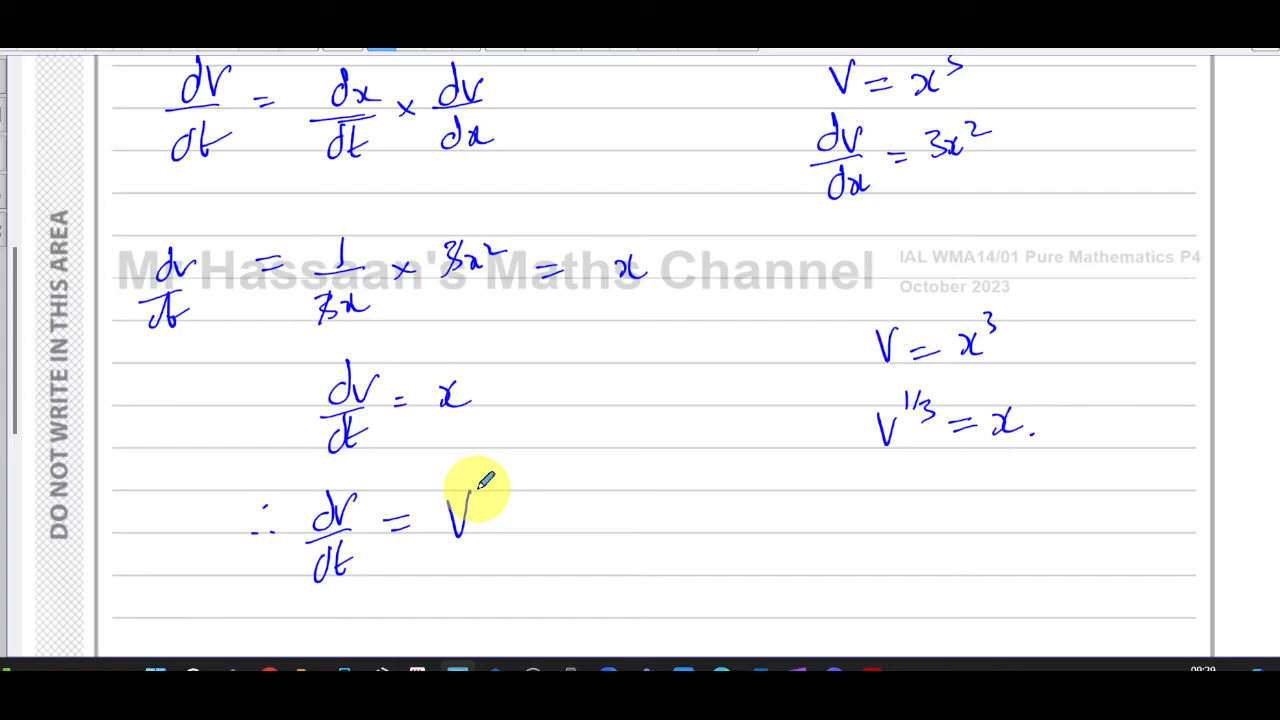 dV/dt = dx/dt × dV/dx
V = x³
dV/dx = 3x²
Mr Hassaan's Maths Channel
IAL WMA14/01 Pure Mathematics P4
October 2023
dV/dt = 1/3x × 3x² = x
V = x³
dV/dt = x
V^1/3 = x.
∴ dV/dt = V
DO NOT WRITE IN THIS AREA
09:29